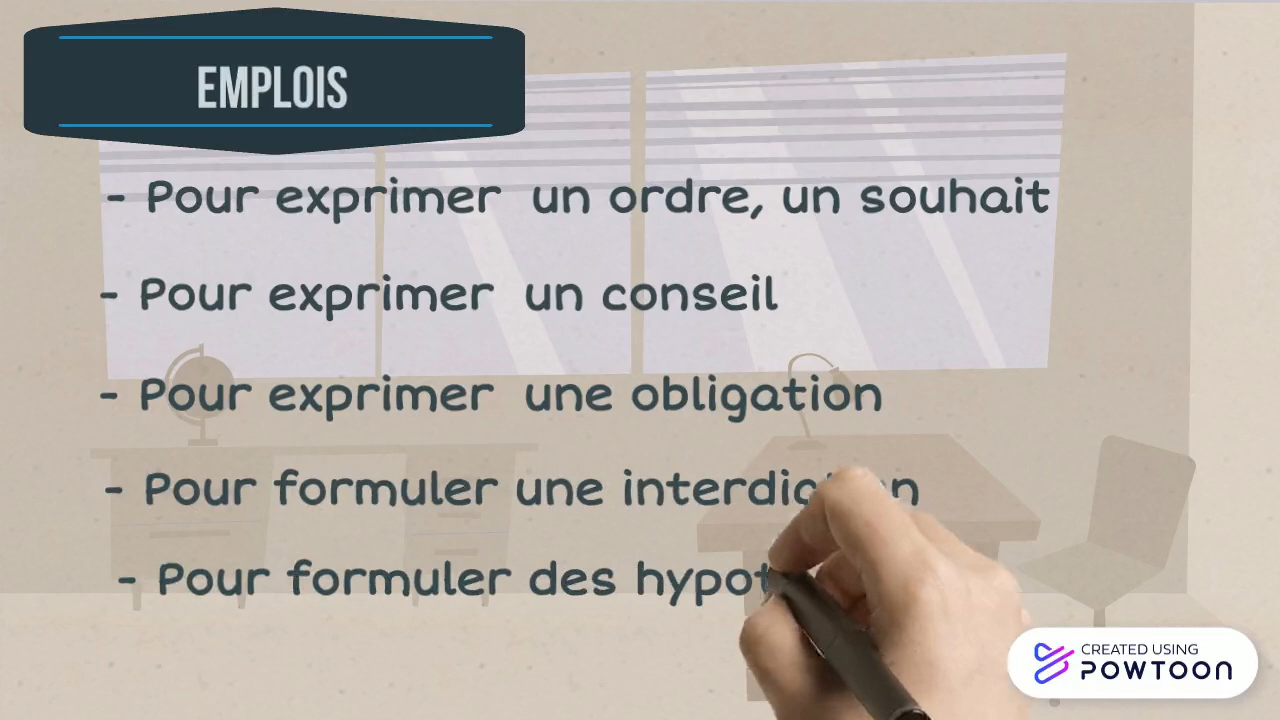 EMPLOIS
- Pour exprimer un ordre, un souhait
- Pour exprimer un conseil
- Pour exprimer une obligation
- Pour formuler une
- Pour formuler des
CREATED USING
POWTOON